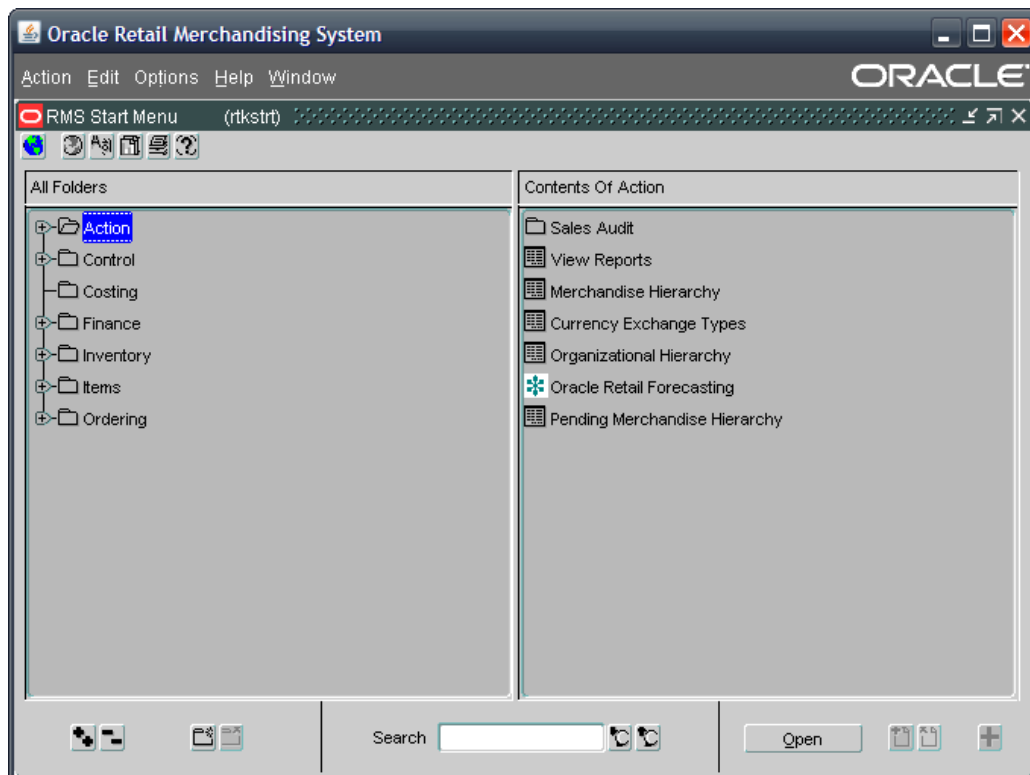 Oracle Retail Merchandising System
Action Edit Options Help Window
ORACLE
RMS Start Menu (rtkstrt)
All Folders
Action
Control
Costing
Finance
Inventory
Items
Ordering
Contents Of Action
Sales Audit
View Reports
Merchandise Hierarchy
Currency Exchange Types
Organizational Hierarchy
Oracle Retail Forecasting
Pending Merchandise Hierarchy
Search
Open